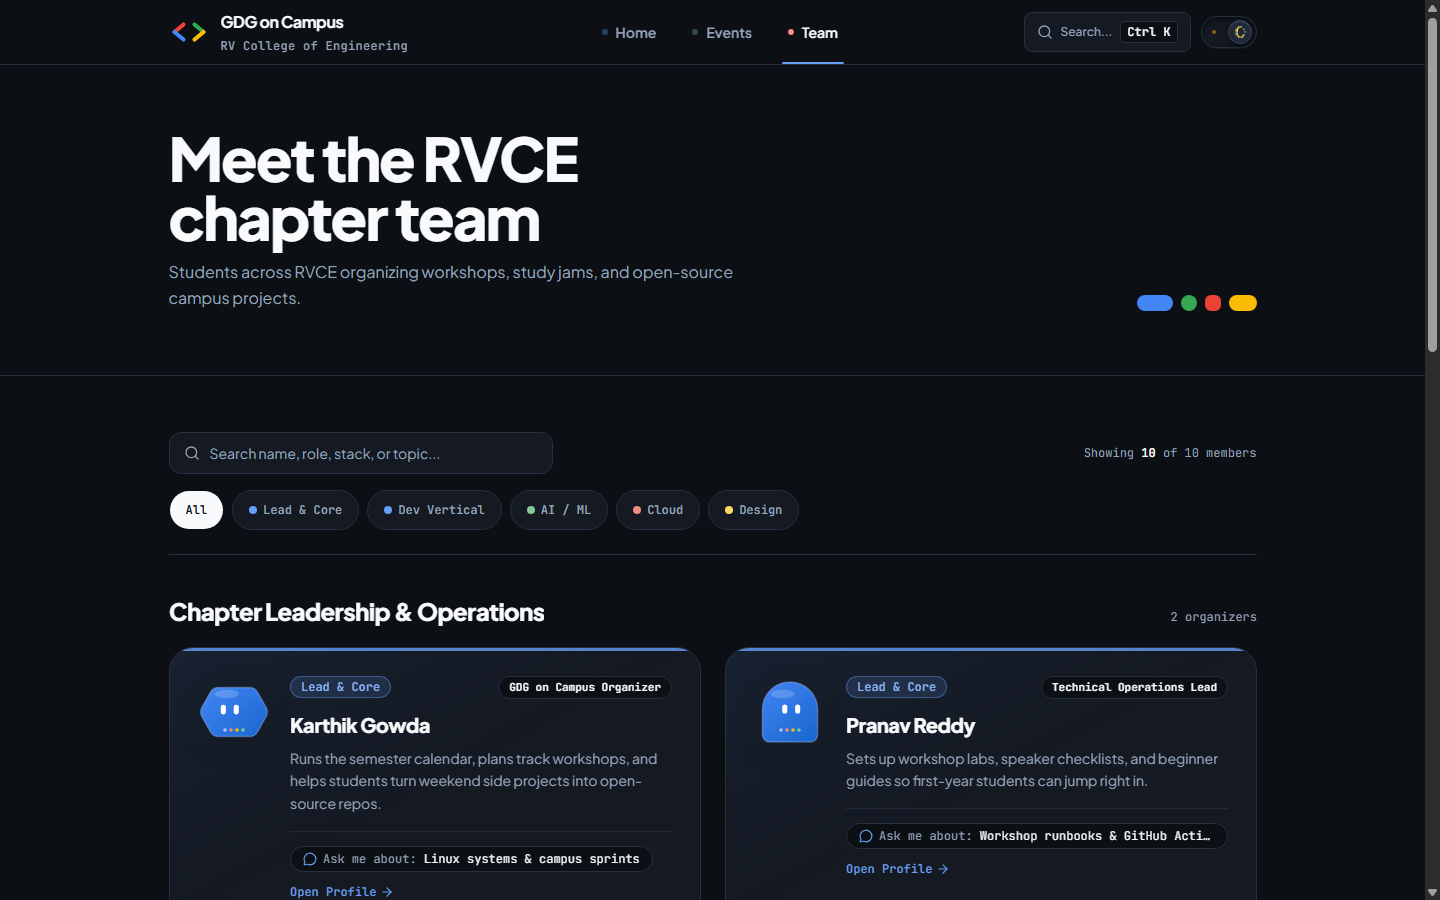 GDG on Campus
RV College of Engineering
Home
Events
Team
Search...
Ctrl K
Meet the RVCE
chapter team
Students across RVCE organizing workshops, study jams, and open-source
campus projects.
Search name, role, stack, or topic...
Showing 10 of 10 members
All
Lead & Core
Dev Vertical
AI / ML
Cloud
Design
Chapter Leadership & Operations
2 organizers
Lead & Core
GDG on Campus Organizer
Karthik Gowda
Runs the semester calendar, plans track workshops, and
helps students turn weekend side projects into open-
source repos.
Ask me about: Linux systems & campus sprints
Open Profile →
Lead & Core
Technical Operations Lead
Pranav Reddy
Sets up workshop labs, speaker checklists, and beginner
guides so first-year students can jump right in.
Ask me about: Workshop runbooks & GitHub Acti…
Open Profile →